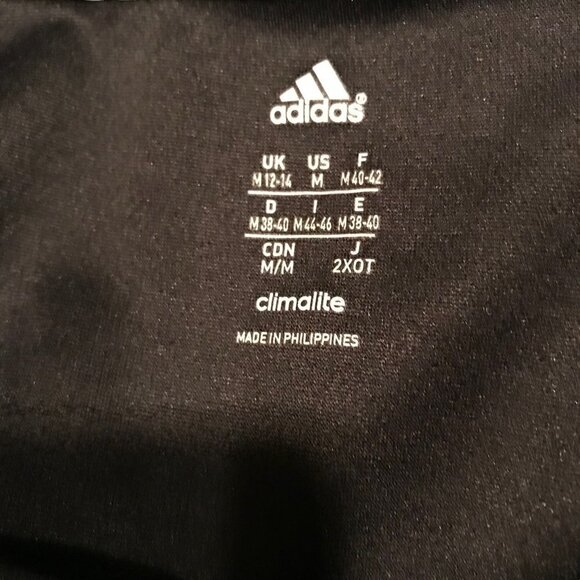 adidas®
UK US F
M 12-14 M M 40-42
D I E
M 38-40 M 44-46 M 38-40
CDN J
M/M 2XOT
climalite
MADE IN PHILIPPINES